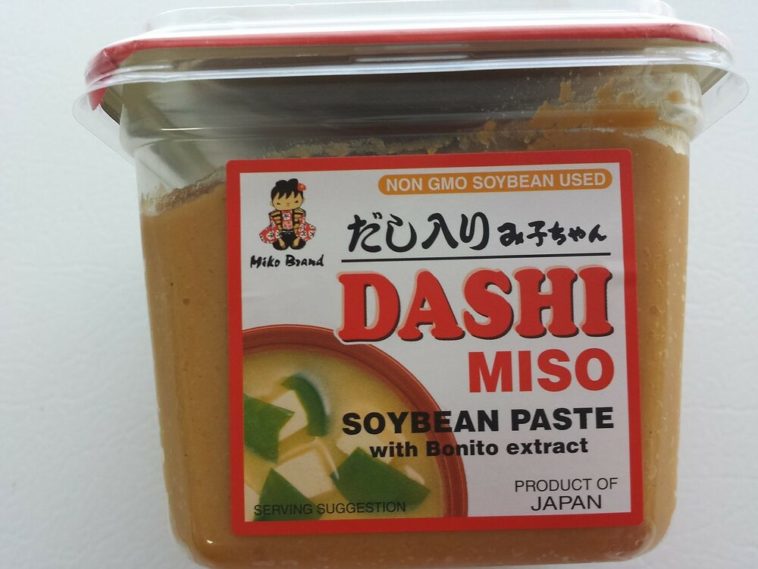 NON GMO SOYBEAN USED
だし入りみ子ちゃん
Miko Brand
DASHI
MISO
SOYBEAN PASTE
with Bonito extract
PRODUCT OF
JAPAN
SERVING SUGGESTION